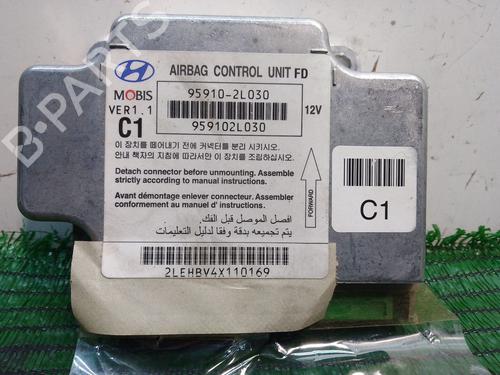 AIRBAG CONTROL UNIT FD
MOBIS
95910-2L030
VER1.1
12V
C1
959102L030
이 장치를 떼어내기 전에 커넥터를 분리 시키시오.
안내 책자의 지침에 따라서만 이 장치를 조립하십시오.
Detach connector before unmounting. Assemble
strictly according to manual instructions.
Avant démontage enlever connecteur. Assembler
conformement au manuel d' instructions.
افصل الموصل قبل الفك.
يتم تجميعه بدقة وفقا لدليل التعليمات
FORWARD
2LEHBV4X110169
C1
B-PARTS